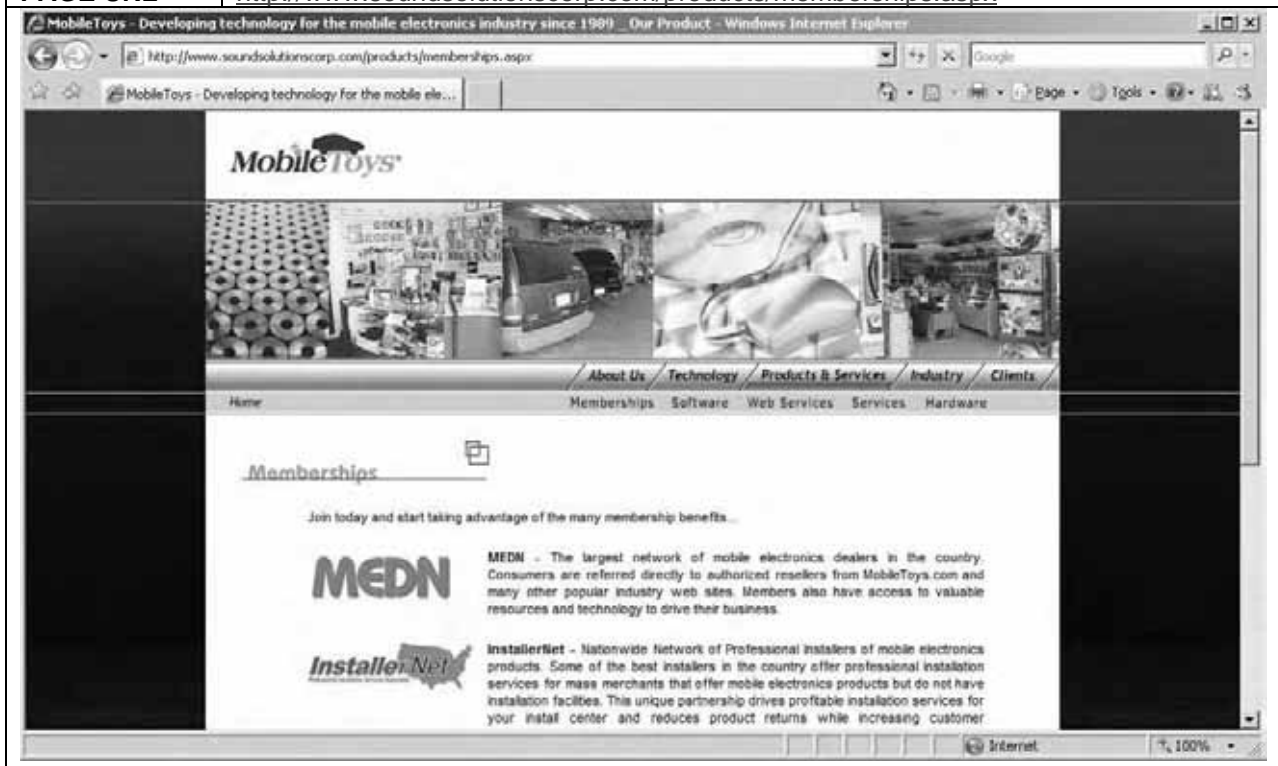 PAGE URL http://www.soundsolutionscorp.com/products/memberships.aspx
MobileToys - Developing technology for the mobile electronics industry since 1989 _ Our Product - Windows Internet Explorer
http://www.soundsolutionscorp.com/products/memberships.aspx
Google
MobileToys - Developing technology for the mobile ele...
Page Tools
MobileToys
About Us / Technology / Products & Services / Industry / Clients /
Home Memberships Software Web Services Services Hardware
Memberships
Join today and start taking advantage of the many membership benefits...
MEDN
MEDN - The largest network of mobile electronics dealers in the country.
Consumers are referred directly to authorized resellers from MobileToys.com and
many other popular industry web sites. Members also have access to valuable
resources and technology to drive their business.
InstallerNet
InstallerNet - Nationwide Network of Professional Installers of mobile electronics
products. Some of the best installers in the country offer professional installation
services for mass merchants that offer mobile electronics products but do not have
installation facilities. This unique partnership drives profitable installation services for
your install center and reduces product returns while increasing customer
Internet 100%